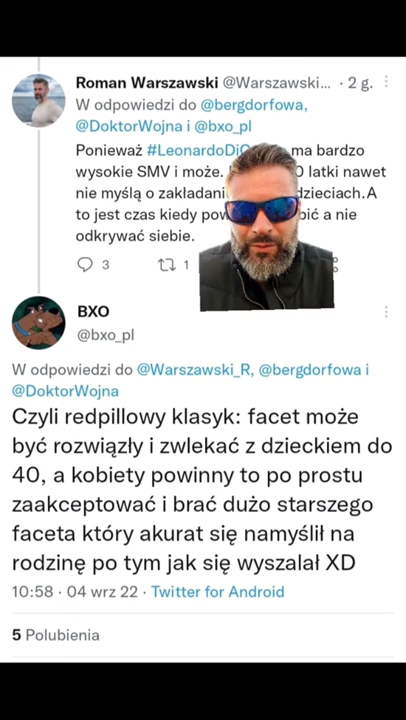 Roman Warszawski @Warszawski... · 2 g.
W odpowiedzi do @bergdorfowa,
@DoktorWojna i @bxo_pl
Ponieważ #LeonardoDiC ma bardzo
wysokie SMV i może. 0 latki nawet
nie myślą o zakładani dzieciach.A
to jest czas kiedy pow bić a nie
odkrywać siebie.
3 1
BXO
@bxo_pl
W odpowiedzi do @Warszawski_R, @bergdorfowa i
@DoktorWojna
Czyli redpillowy klasyk: facet może
być rozwiązły i zwlekać z dzieckiem do
40, a kobiety powinny to po prostu
zaakceptować i brać dużo starszego
faceta który akurat się namyślił na
rodzinę po tym jak się wyszalał XD
10:58 · 04 wrz 22 · Twitter for Android
5 Polubienia